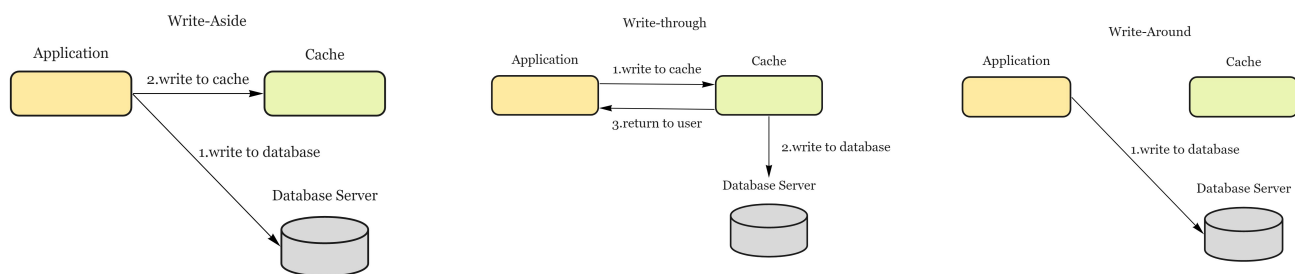 Write-Aside
Application
Cache
2.write to cache
1.write to database
Database Server
Write-through
1.write to cache
Cache
3.return to user
2.write to database
Database Server
Write-Around
Application
Cache
1.write to database
Database Server